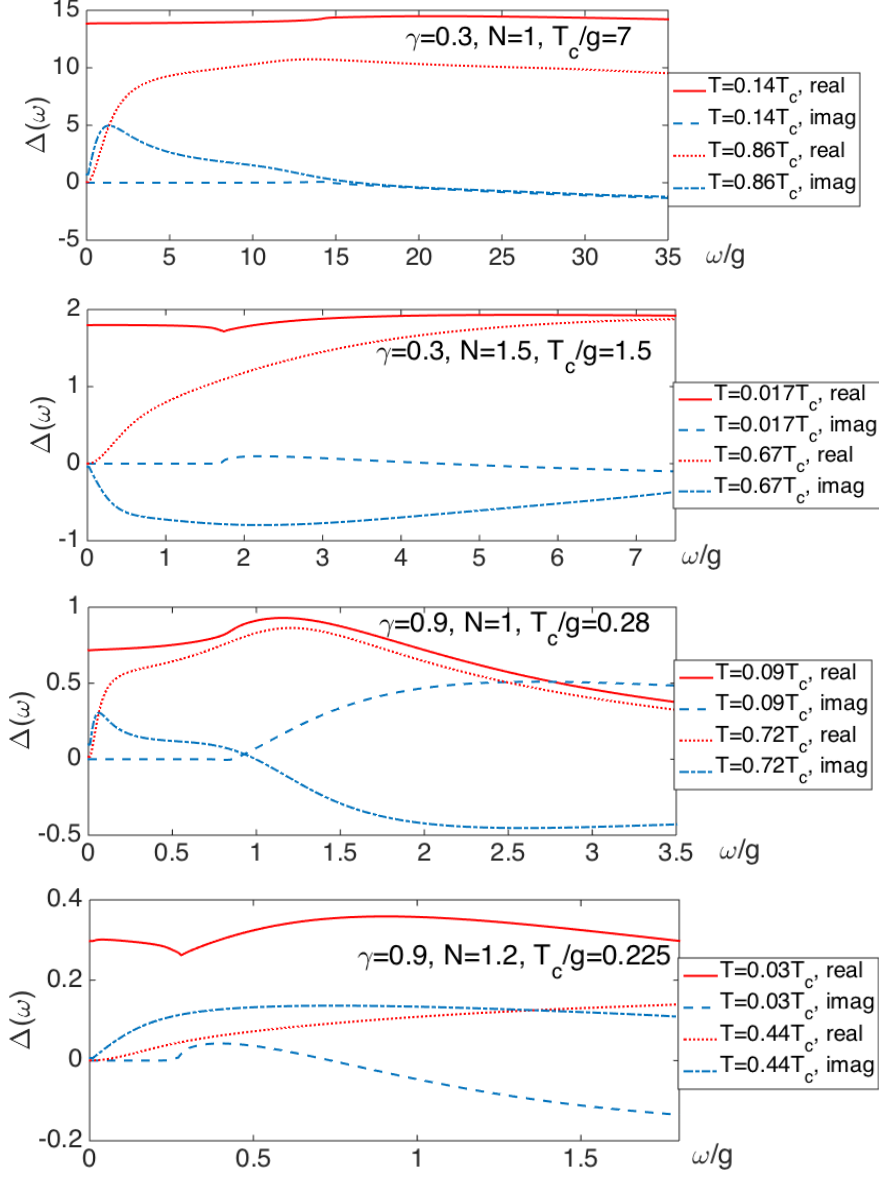 15
10
5
0
-5
Δ(ω)
γ=0.3, N=1, T_c/g=7
0 5 10 15 20 25 30 35 ω/g
T=0.14T_c, real
T=0.14T_c, imag
T=0.86T_c, real
T=0.86T_c, imag
2
1
0
-1
Δ(ω)
γ=0.3, N=1.5, T_c/g=1.5
0 1 2 3 4 5 6 7 ω/g
T=0.017T_c, real
T=0.017T_c, imag
T=0.67T_c, real
T=0.67T_c, imag
1
0.5
0
-0.5
Δ(ω)
γ=0.9, N=1, T_c/g=0.28
0 0.5 1 1.5 2 2.5 3 3.5 ω/g
T=0.09T_c, real
T=0.09T_c, imag
T=0.72T_c, real
T=0.72T_c, imag
0.4
0.2
0
-0.2
Δ(ω)
γ=0.9, N=1.2, T_c/g=0.225
0 0.5 1 1.5 ω/g
T=0.03T_c, real
T=0.03T_c, imag
T=0.44T_c, real
T=0.44T_c, imag